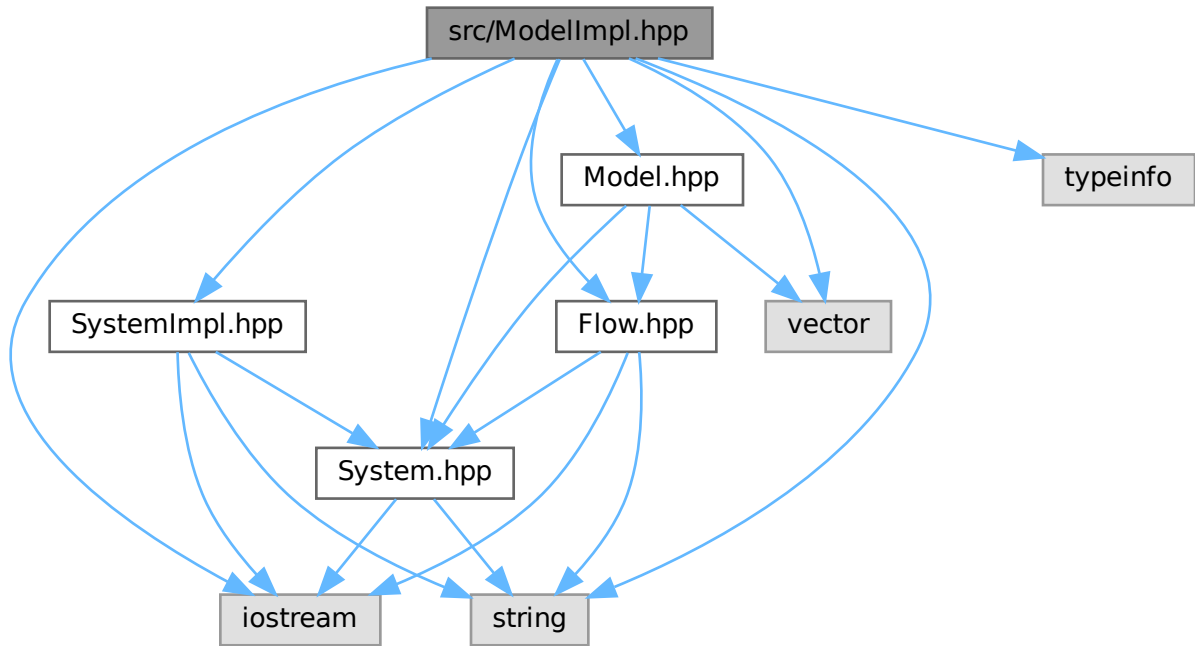 src/ModelImpl.hpp
Model.hpp
typeinfo
SystemImpl.hpp
Flow.hpp
vector
System.hpp
iostream
string